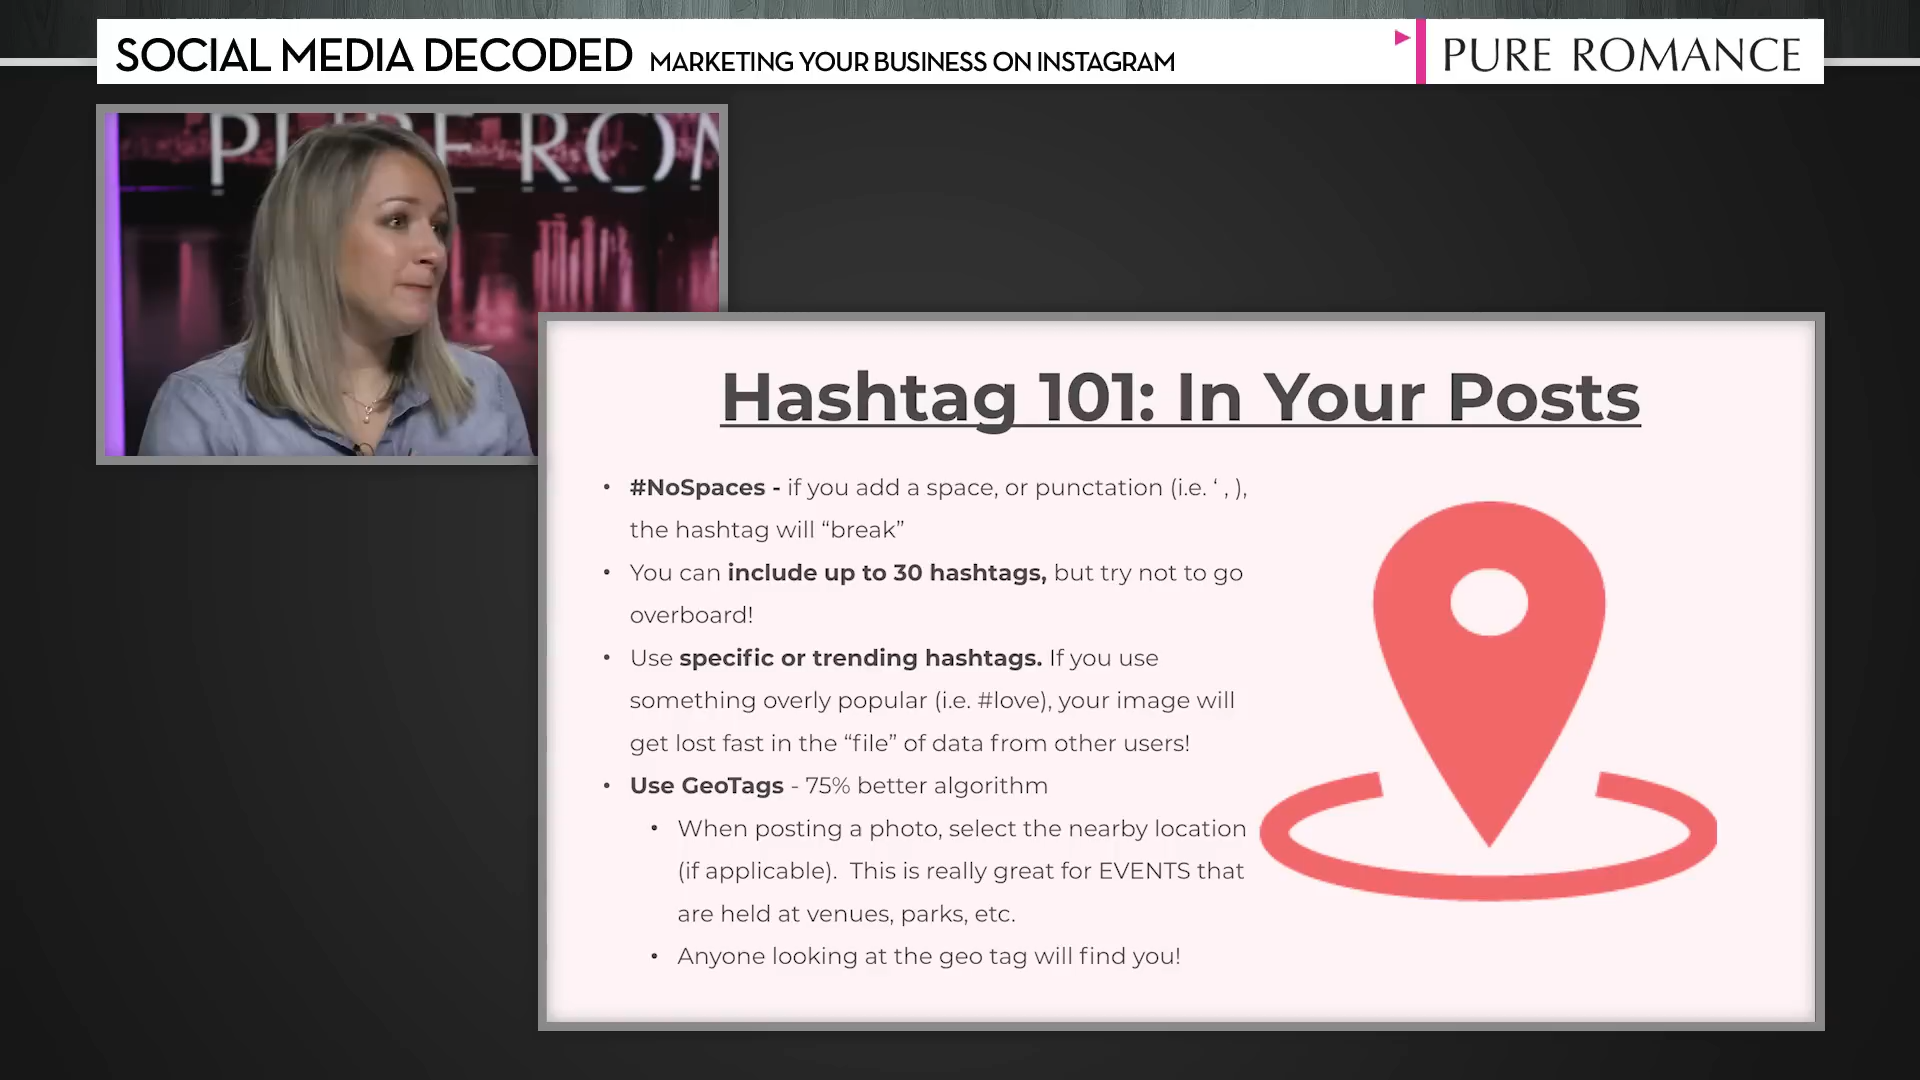 SOCIAL MEDIA DECODED MARKETING YOUR BUSINESS ON INSTAGRAM
PURE ROMANCE
PURE ROM
Hashtag 101: In Your Posts
• #NoSpaces - if you add a space, or punctation (i.e. ‘ , ),
the hashtag will “break”
• You can include up to 30 hashtags, but try not to go
overboard!
• Use specific or trending hashtags. If you use
something overly popular (i.e. #love), your image will
get lost fast in the “file” of data from other users!
• Use GeoTags - 75% better algorithm
• When posting a photo, select the nearby location
(if applicable). This is really great for EVENTS that
are held at venues, parks, etc.
• Anyone looking at the geo tag will find you!